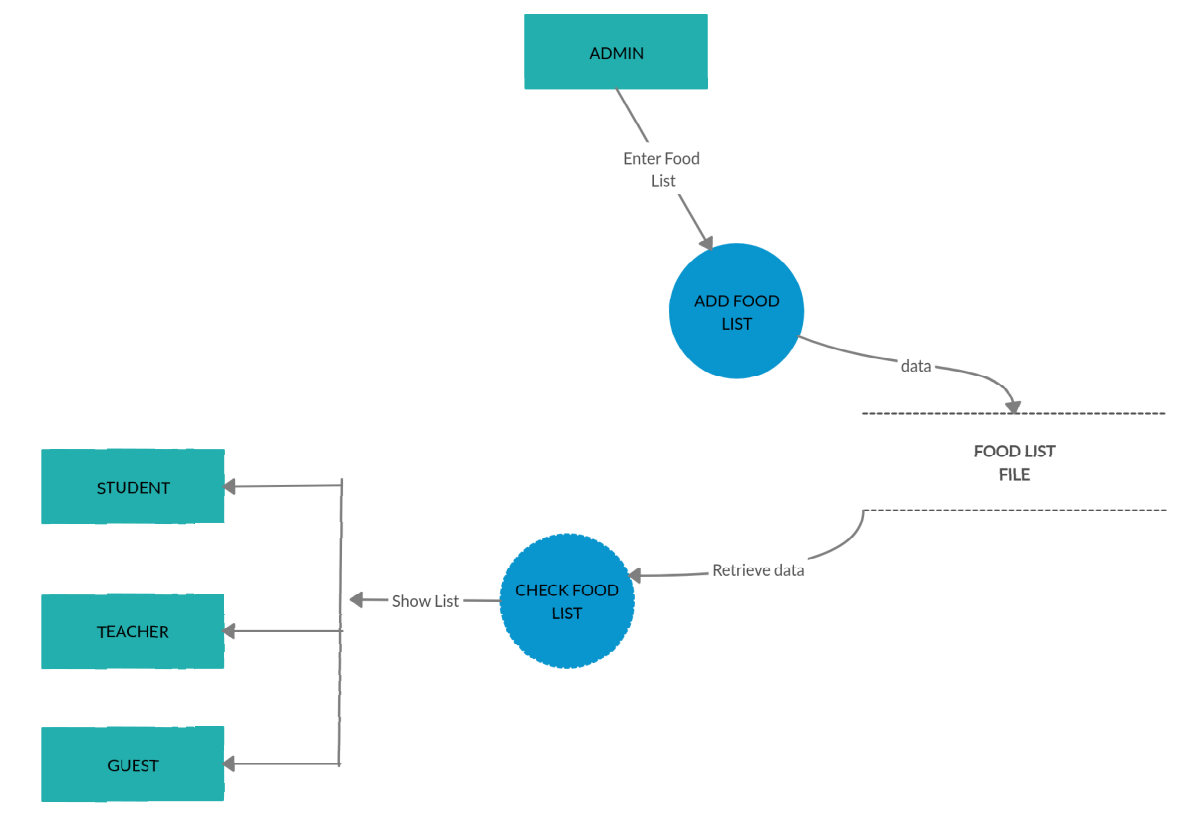 ADMIN
Enter Food
List
ADD FOOD
LIST
data
FOOD LIST
FILE
STUDENT
Retrieve data
CHECK FOOD
LIST
Show List
TEACHER
GUEST